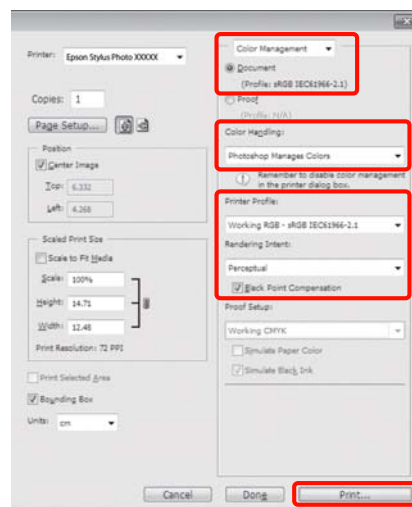 Printer: Epson Stylus Photo XXXXX
Copies: 1
Page Setup...
Position
Center Image
Top: 6.332
Left: 4.268
Scaled Print Size
Scale to Fit Media
Scale: 100%
Height: 14.71
Width: 12.48
Print Resolution: 72 PPI
Print Selected Area
Bounding Box
Units: cm
Color Management
Document
(Profile: sRGB IEC61966-2.1)
Proof
(Profile: N/A)
Color Handling:
Photoshop Manages Colors
Remember to disable color management
in the printer dialog box.
Printer Profile:
Working RGB - sRGB IEC61966-2.1
Rendering Intent:
Perceptual
Black Point Compensation
Proof Setup:
Working CMYK
Simulate Paper Color
Simulate Black Ink
Cancel
Done
Print...